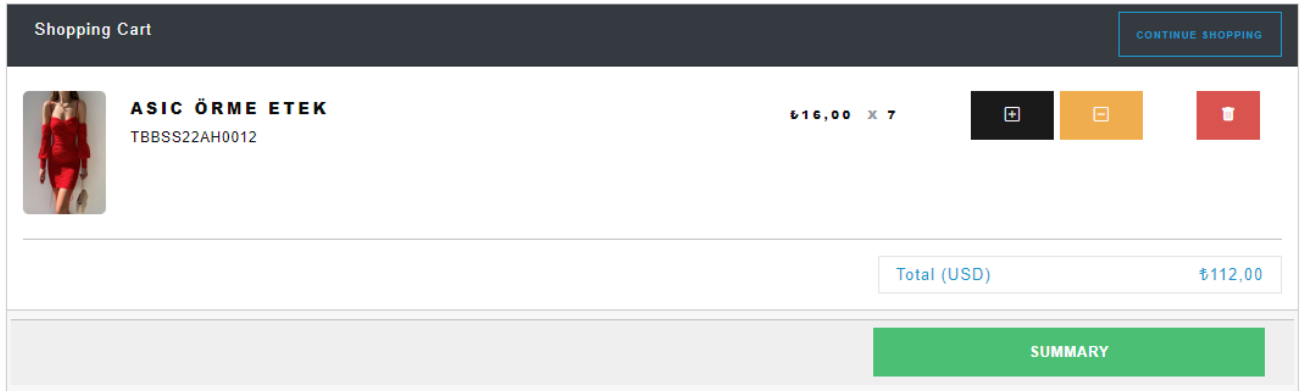 Shopping Cart
CONTINUE SHOPPING
ASIC ÖRME ETEK
TBBSS22AH0012
₺16,00 X 7
Total (USD) ₺112,00
SUMMARY